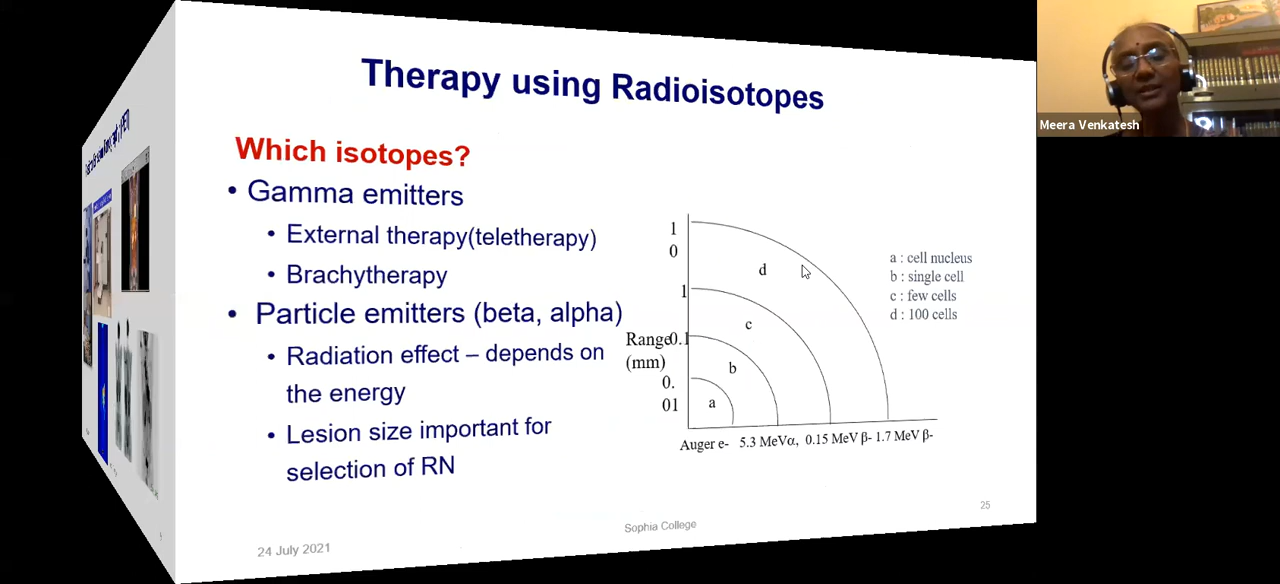 Therapy using Radioisotopes
Which isotopes?
• Gamma emitters
• External therapy(teletherapy)
• Brachytherapy
• Particle emitters (beta, alpha)
• Radiation effect – depends on
the energy
• Lesion size important for
selection of RN
1
0
1
Range0.1
(mm)
0.
01
d
c
b
a
Auger e- 5.3 MeVα, 0.15 MeV β- 1.7 MeV β-
a : cell nucleus
b : single cell
c : few cells
d : 100 cells
24 July 2021
Sophia College
25
Meera Venkatesh